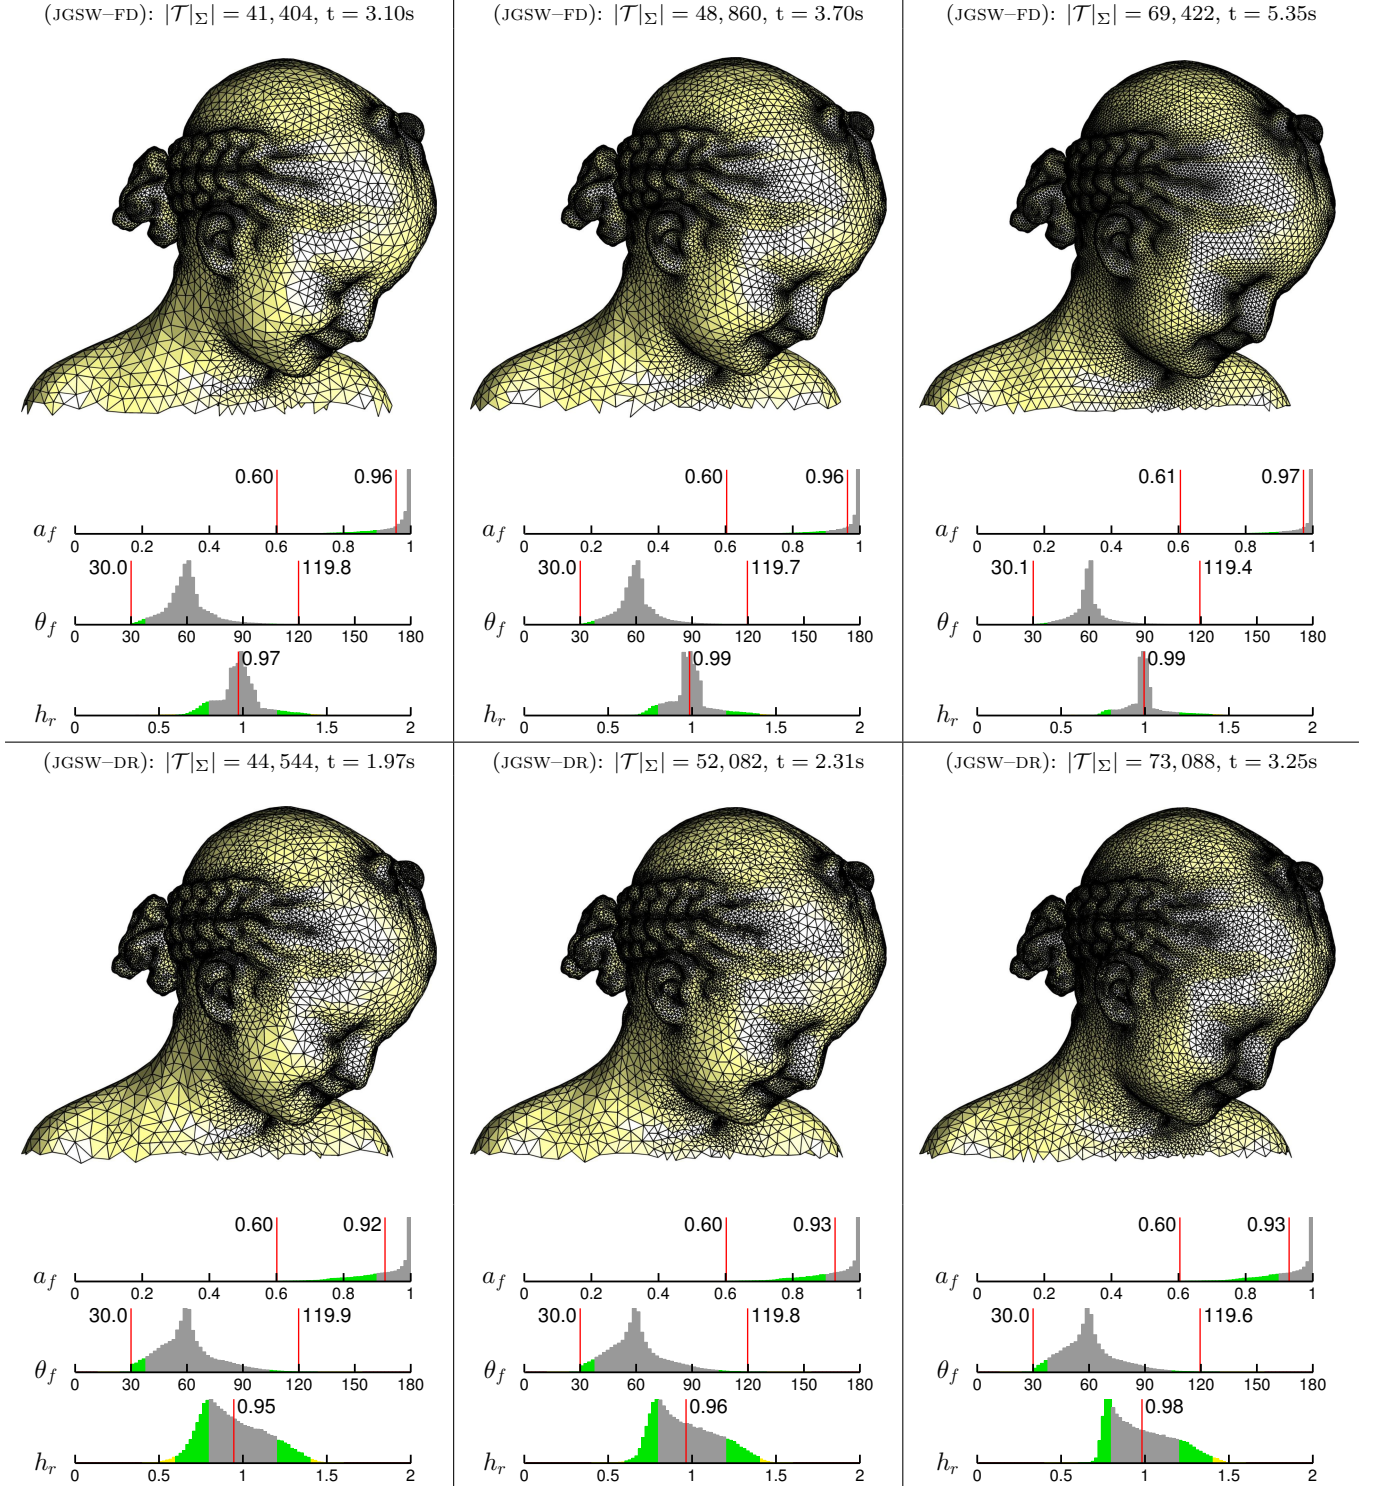 (JGSW–FD): |𝒯|_Σ| = 41,404, t = 3.10s
(JGSW–FD): |𝒯|_Σ| = 48,860, t = 3.70s
(JGSW–FD): |𝒯|_Σ| = 69,422, t = 5.35s
0.60 0.96
a_f
0 0.2 0.4 0.6 0.8 1
30.0 119.8
θ_f
0 30 60 90 120 150 180
0.97
h_r
0 0.5 1 1.5 2
0.60 0.96
0 0.2 0.4 0.6 0.8 1
a_f
30.0 119.7
θ_f
0 30 60 90 120 150 180
0.99
h_r
0 0.5 1 1.5 2
0.61 0.97
a_f
0 0.2 0.4 0.6 0.8 1
30.1 119.4
θ_f
0 30 60 90 120 150 180
0.99
h_r
0 0.5 1 1.5 2
(JGSW–DR): |𝒯|_Σ| = 44,544, t = 1.97s
(JGSW–DR): |𝒯|_Σ| = 52,082, t = 2.31s
(JGSW–DR): |𝒯|_Σ| = 73,088, t = 3.25s
0.60 0.92
a_f
0 0.2 0.4 0.6 0.8 1
30.0 119.9
θ_f
0 30 60 90 120 150 180
0.95
h_r
0 0.5 1 1.5 2
0.60 0.93
a_f
0 0.2 0.4 0.6 0.8 1
30.0 119.8
θ_f
0 30 60 90 120 150 180
0.96
h_r
0 0.5 1 1.5 2
0.60 0.93
a_f
0 0.2 0.4 0.6 0.8 1
30.0 119.6
θ_f
0 30 60 90 120 150 180
0.98
h_r
0 0.5 1 1.5 2